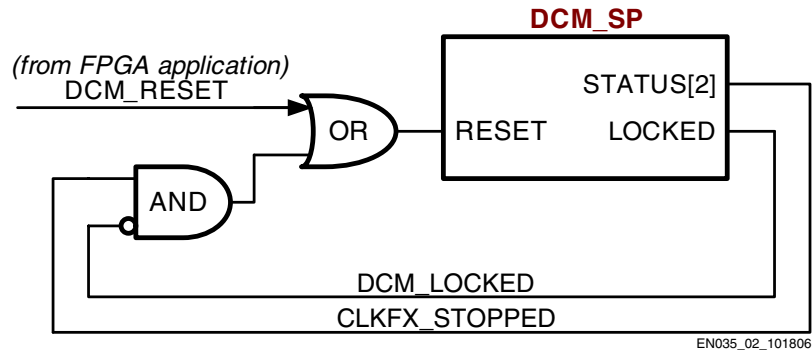 DCM_SP
(from FPGA application)
DCM_RESET
STATUS[2]
OR
RESET
LOCKED
AND
DCM_LOCKED
CLKFX_STOPPED
EN035_02_101806